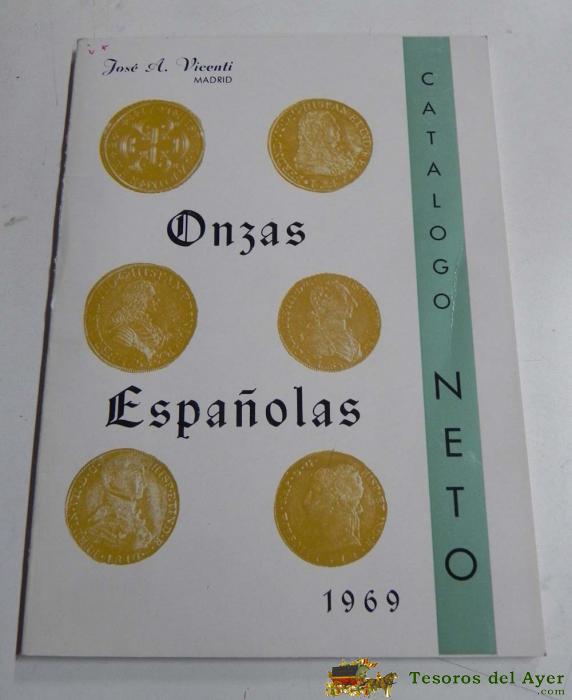 José A. Vicenti
MADRID
Onzas
Españolas
1969
CATALOGO NETO
Tesoros del Ayer
.com